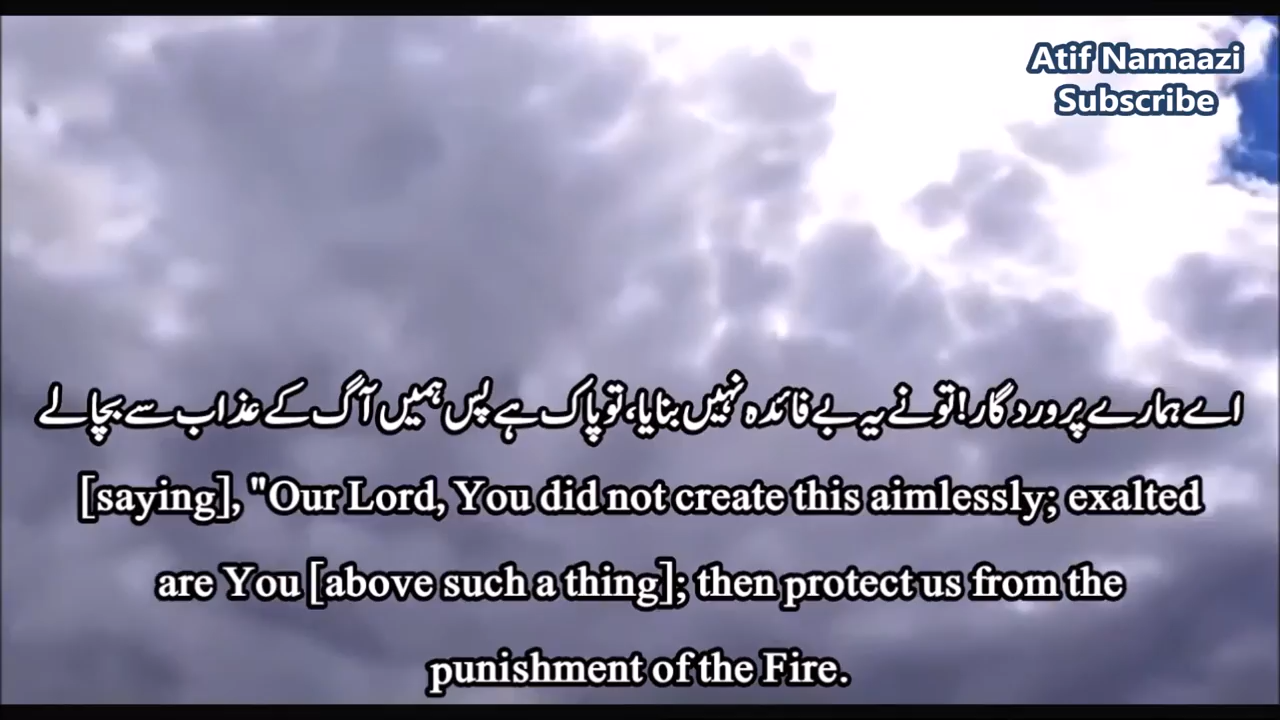 Atif Namaazi
Subscribe
اے ہمارے پروردگار! تو نے یہ بے فائدہ نہیں بنایا، تو پاک ہے پس ہمیں آگ کے عذاب سے بچا لے
[saying], "Our Lord, You did not create this aimlessly; exalted
are You [above such a thing]; then protect us from the
punishment of the Fire.